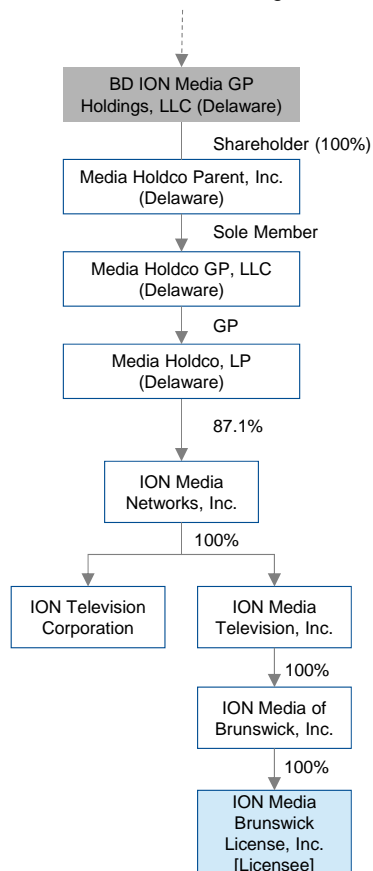 BD ION Media GP
Holdings, LLC (Delaware)
Shareholder (100%)
Media Holdco Parent, Inc.
(Delaware)
Sole Member
Media Holdco GP, LLC
(Delaware)
GP
Media Holdco, LP
(Delaware)
87.1%
ION Media
Networks, Inc.
100%
ION Television
Corporation
ION Media
Television, Inc.
100%
ION Media of
Brunswick, Inc.
100%
ION Media
Brunswick
License, Inc.
[Licensee]